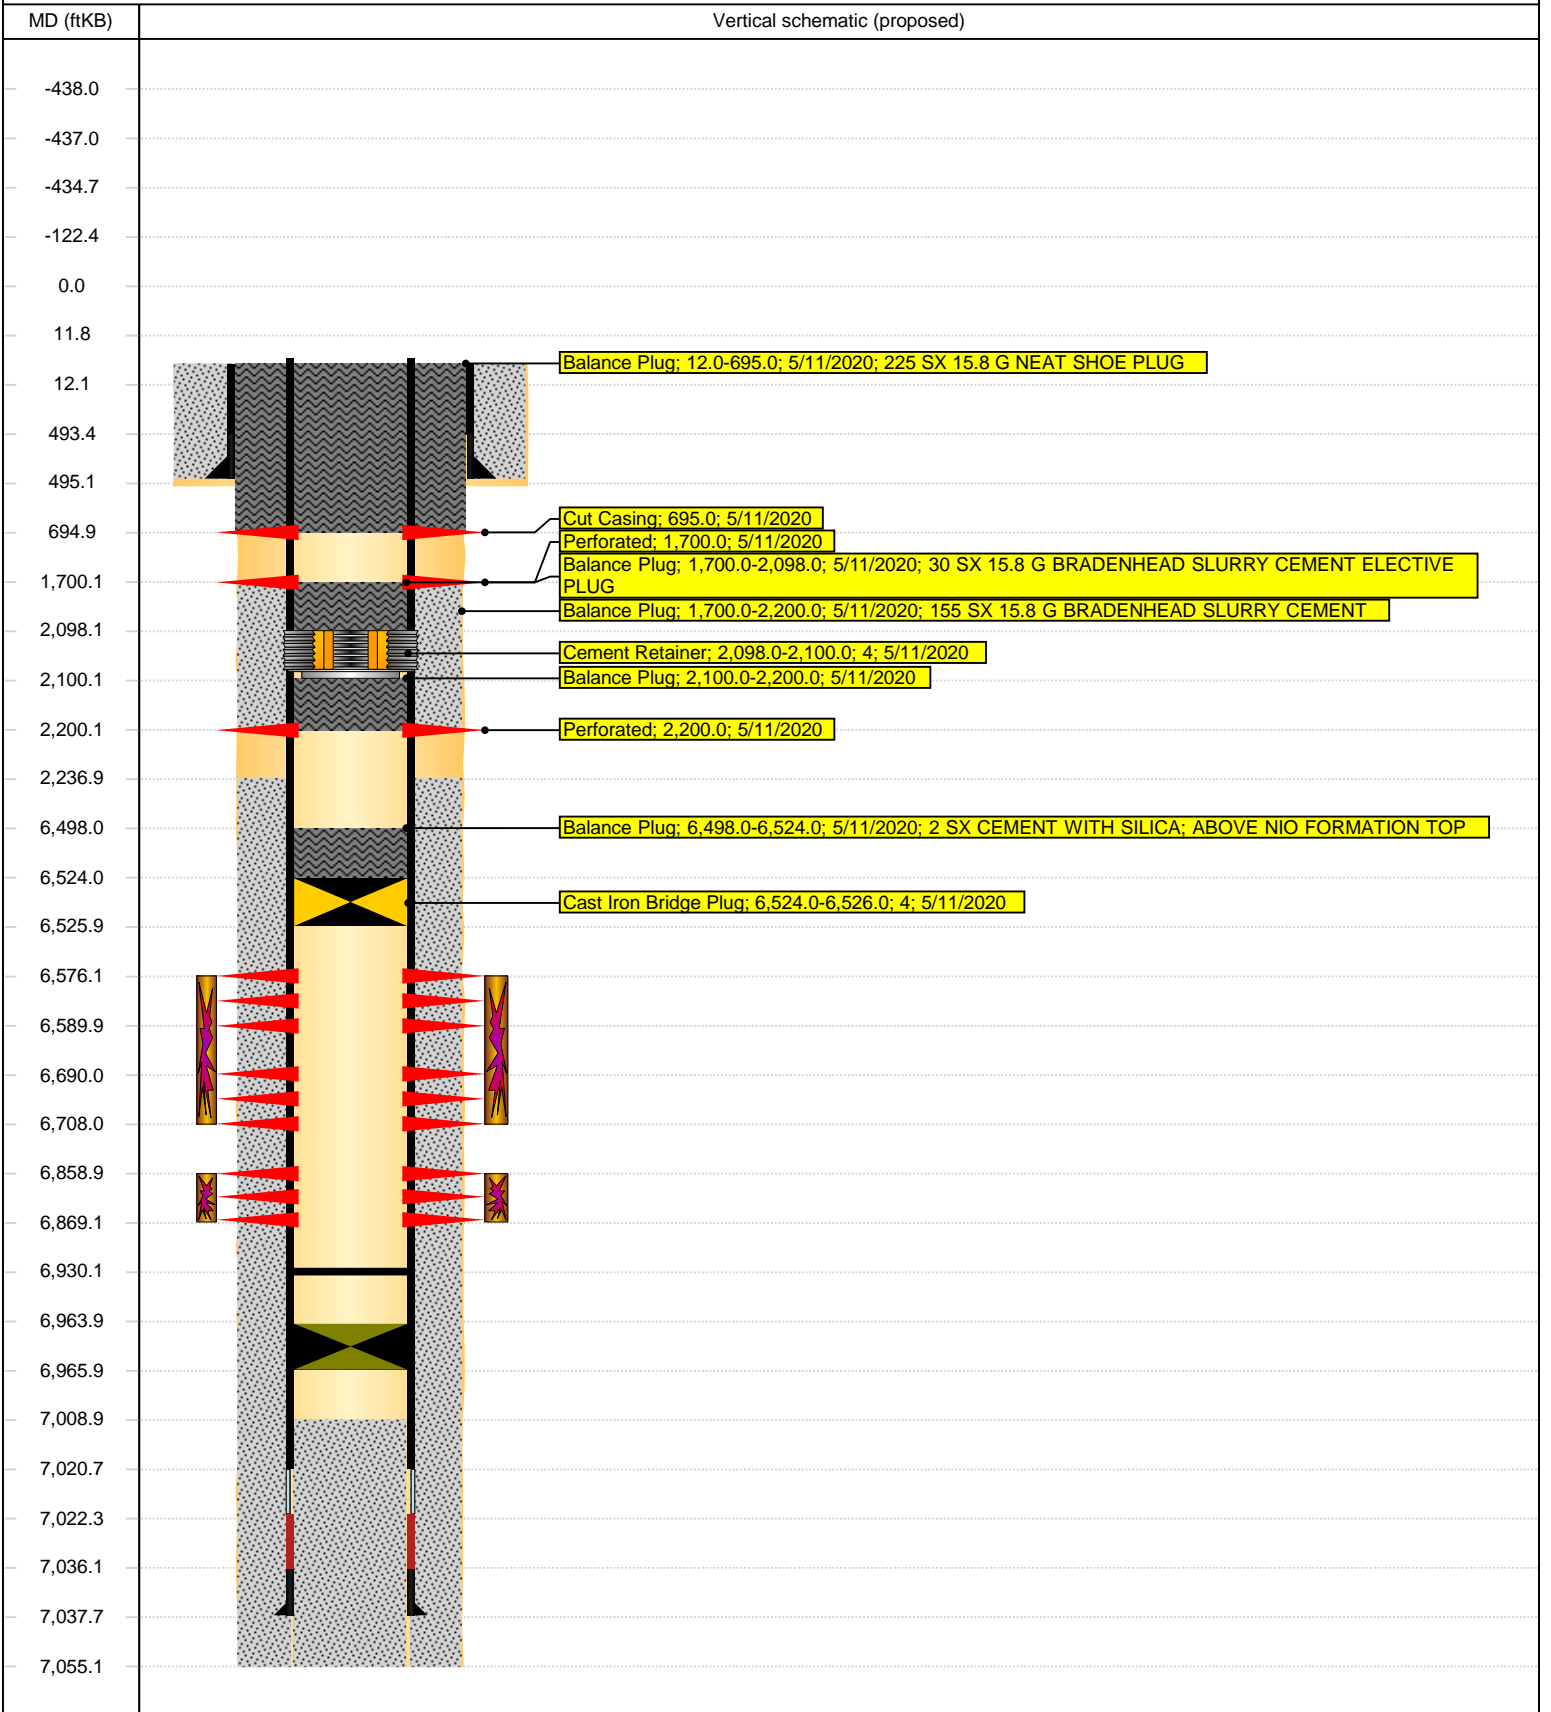 MD (ftKB)
Vertical schematic (proposed)
-438.0
-437.0
-434.7
-122.4
0.0
11.8
Balance Plug; 12.0-695.0; 5/11/2020; 225 SX 15.8 G NEAT SHOE PLUG
12.1
493.4
495.1
Cut Casing; 695.0; 5/11/2020
694.9
Perforated; 1,700.0; 5/11/2020
Balance Plug; 1,700.0-2,098.0; 5/11/2020; 30 SX 15.8 G BRADENHEAD SLURRY CEMENT ELECTIVE
PLUG
1,700.1
Balance Plug; 1,700.0-2,200.0; 5/11/2020; 155 SX 15.8 G BRADENHEAD SLURRY CEMENT
2,098.1
Cement Retainer; 2,098.0-2,100.0; 4; 5/11/2020
2,100.1
Balance Plug; 2,100.0-2,200.0; 5/11/2020
2,200.1
Perforated; 2,200.0; 5/11/2020
2,236.9
6,498.0
Balance Plug; 6,498.0-6,524.0; 5/11/2020; 2 SX CEMENT WITH SILICA; ABOVE NIO FORMATION TOP
6,524.0
Cast Iron Bridge Plug; 6,524.0-6,526.0; 4; 5/11/2020
6,525.9
6,576.1
6,589.9
6,690.0
6,708.0
6,858.9
6,869.1
6,930.1
6,963.9
6,965.9
7,008.9
7,020.7
7,022.3
7,036.1
7,037.7
7,055.1